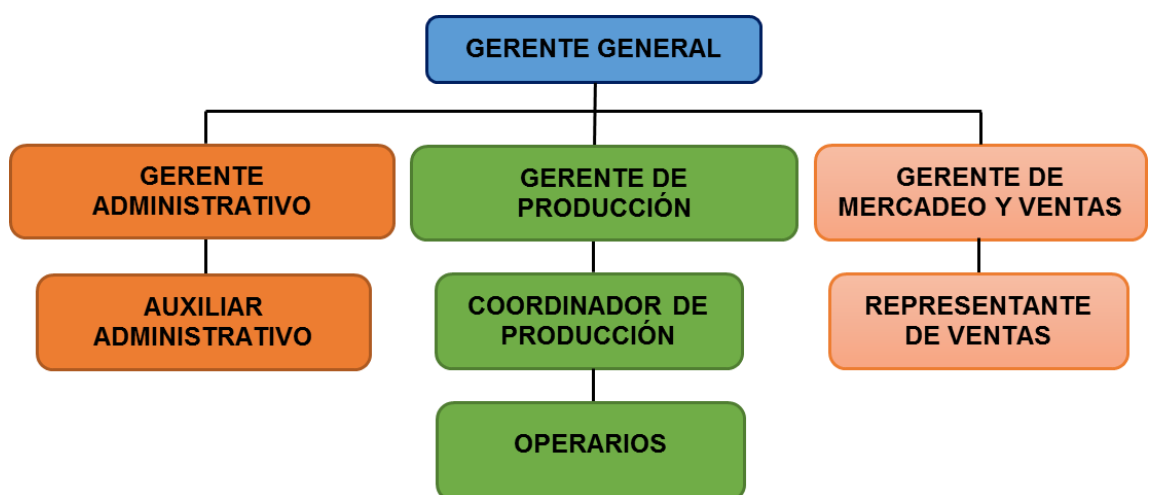 GERENTE GENERAL
GERENTE
ADMINISTRATIVO
GERENTE DE
PRODUCCIÓN
GERENTE DE
MERCADEO Y VENTAS
AUXILIAR
ADMINISTRATIVO
COORDINADOR DE
PRODUCCIÓN
REPRESENTANTE
DE VENTAS
OPERARIOS